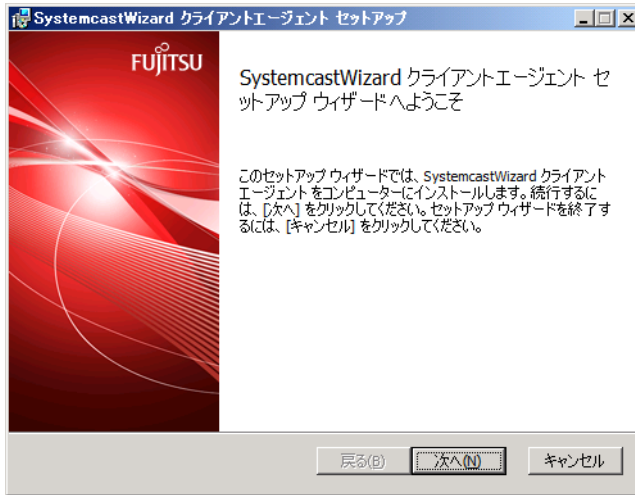 SystemcastWizard クライアントエージェント セットアップ
FUJITSU
SystemcastWizard クライアントエージェント セ
ットアップ ウィザードへようこそ
このセットアップ ウィザードでは、SystemcastWizard クライアント
エージェント をコンピューターにインストールします。続行するに
は、[次へ] をクリックしてください。セットアップ ウィザードを終了す
るには、[キャンセル] をクリックしてください。
戻る(B) 次へ(N) キャンセル